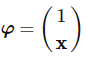 φ = (1
x)